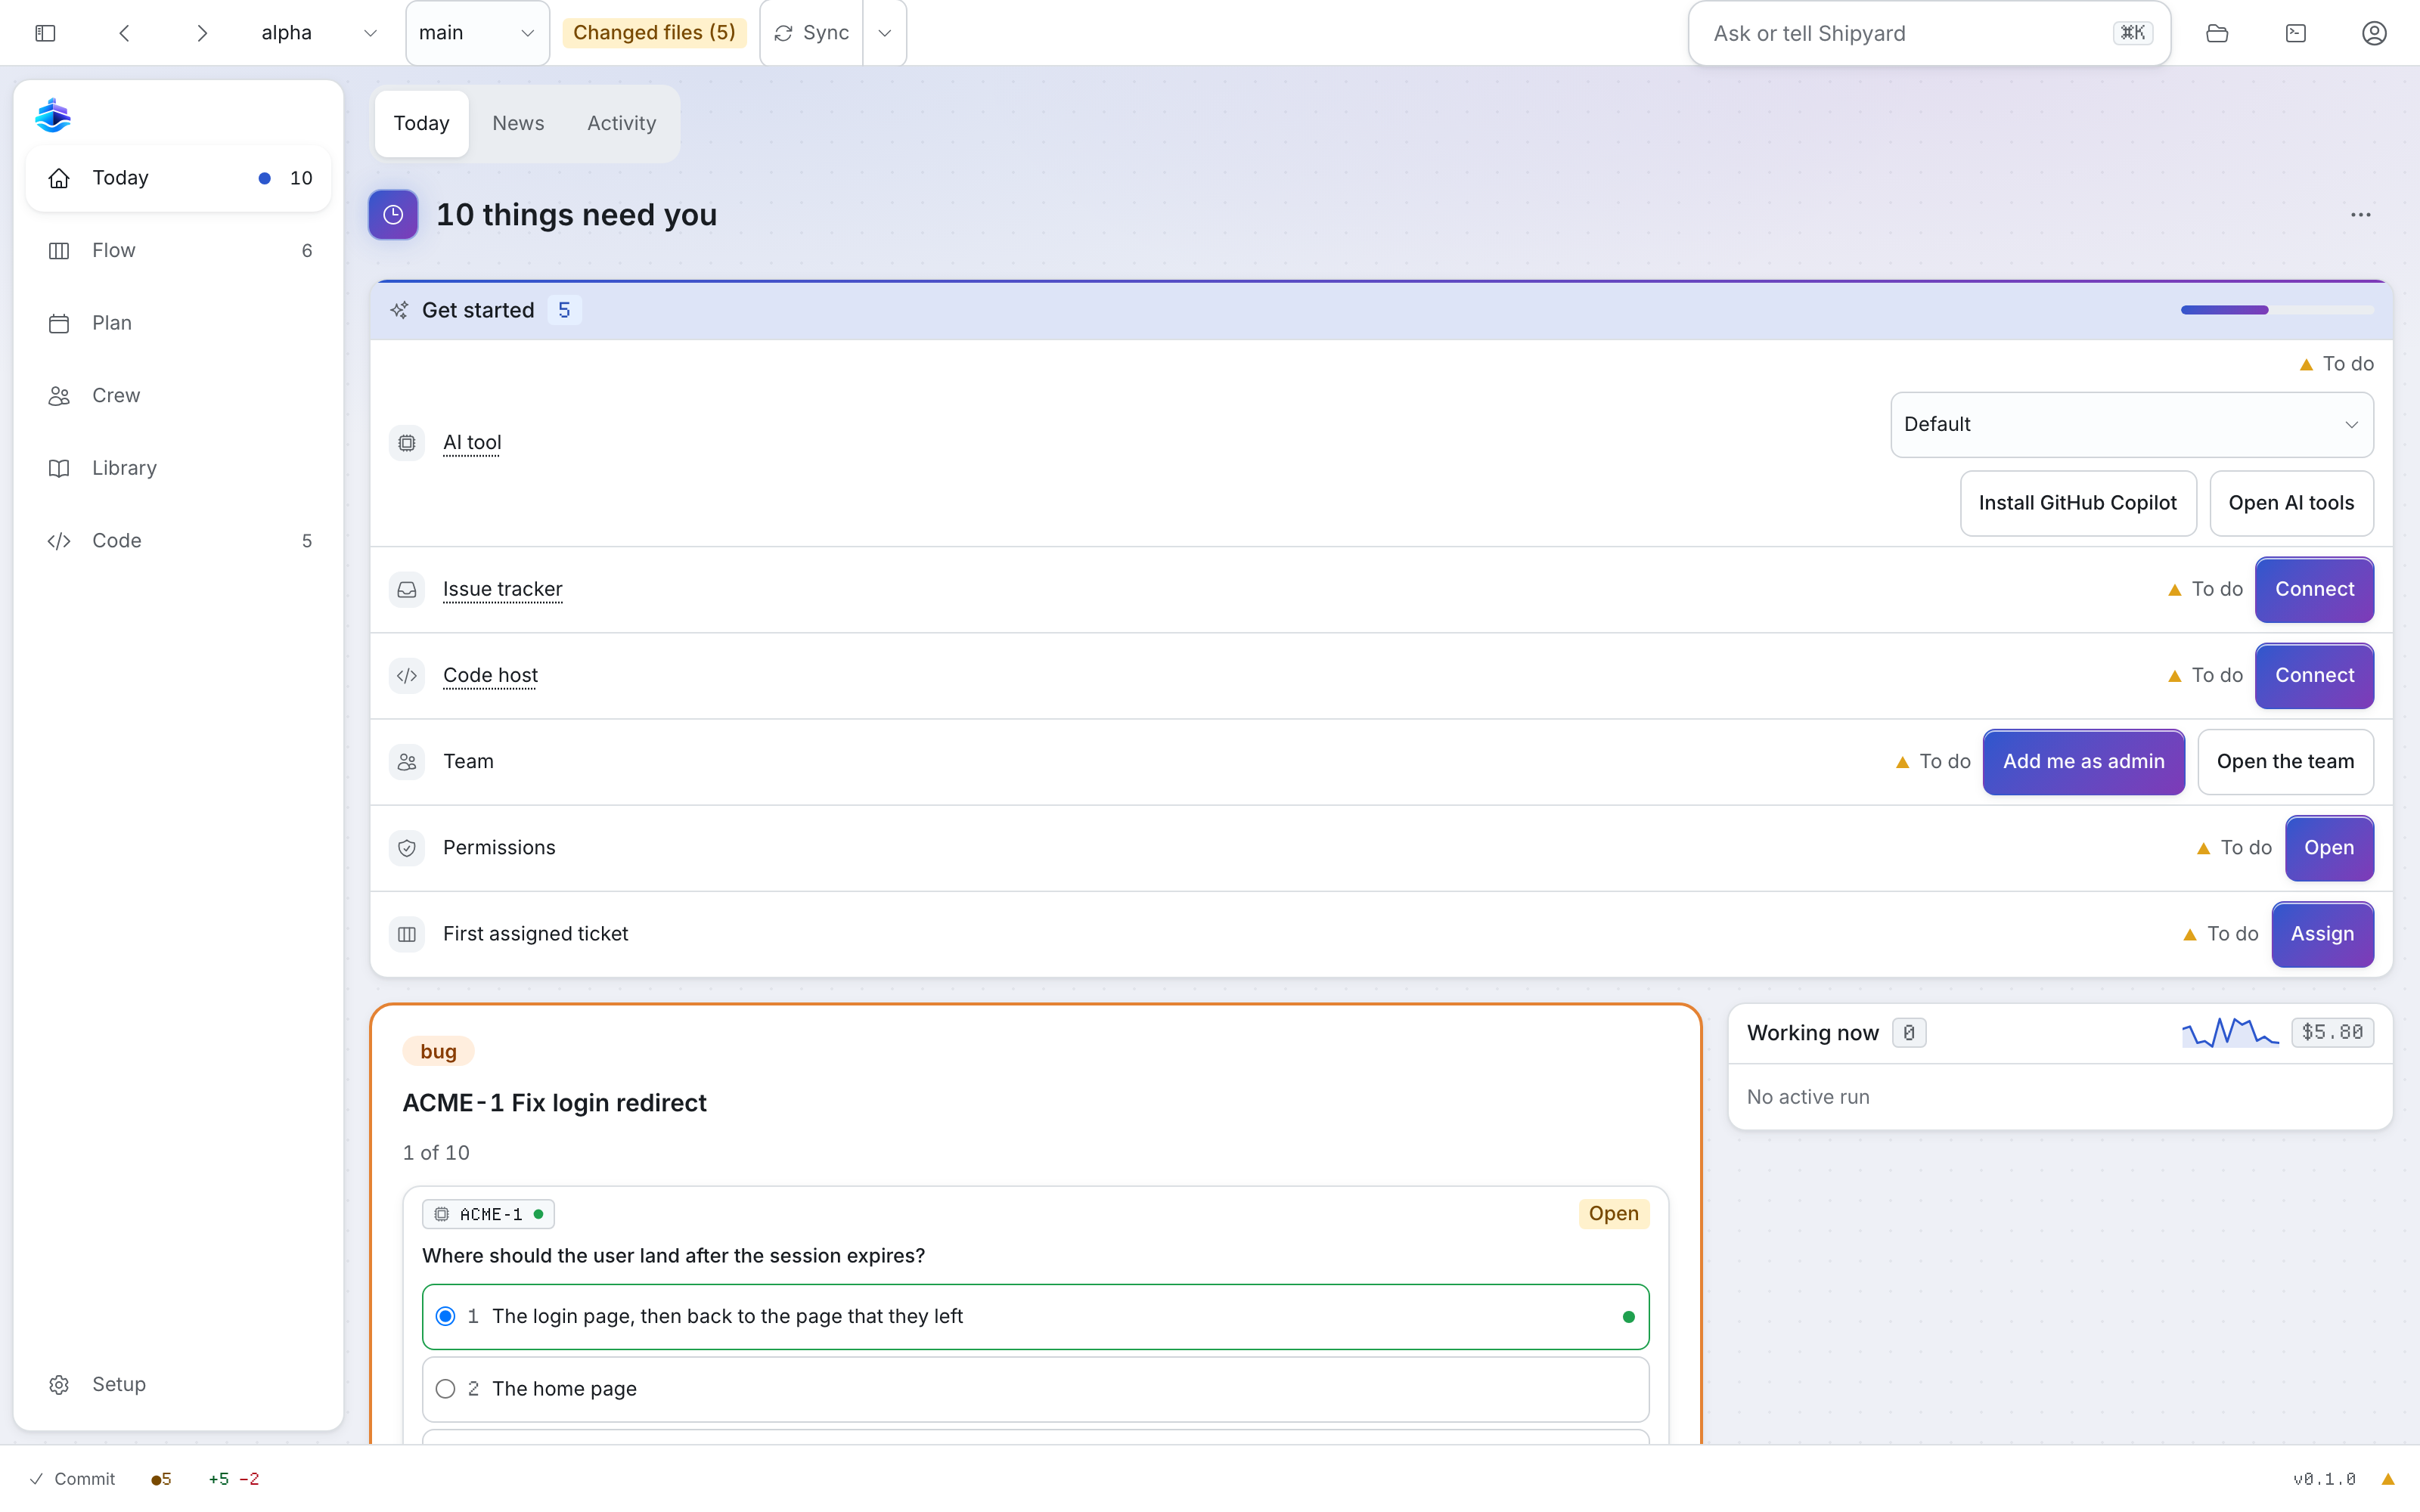 alpha
main
Changed files (5)
Sync
Ask or tell Shipyard
⌘K
Today 10
Flow 6
Plan
Crew
Library
Code 5
Setup
Today News Activity
10 things need you
Get started 5
To do
AI tool
Default
Install GitHub Copilot
Open AI tools
Issue tracker To do Connect
Code host To do Connect
Team To do Add me as admin Open the team
Permissions To do Open
First assigned ticket To do Assign
bug
ACME-1 Fix login redirect
1 of 10
ACME-1 Open
Where should the user land after the session expires?
1 The login page, then back to the page that they left
2 The home page
Working now 0 $5.80
No active run
Commit 5 +5 -2
v0.1.0